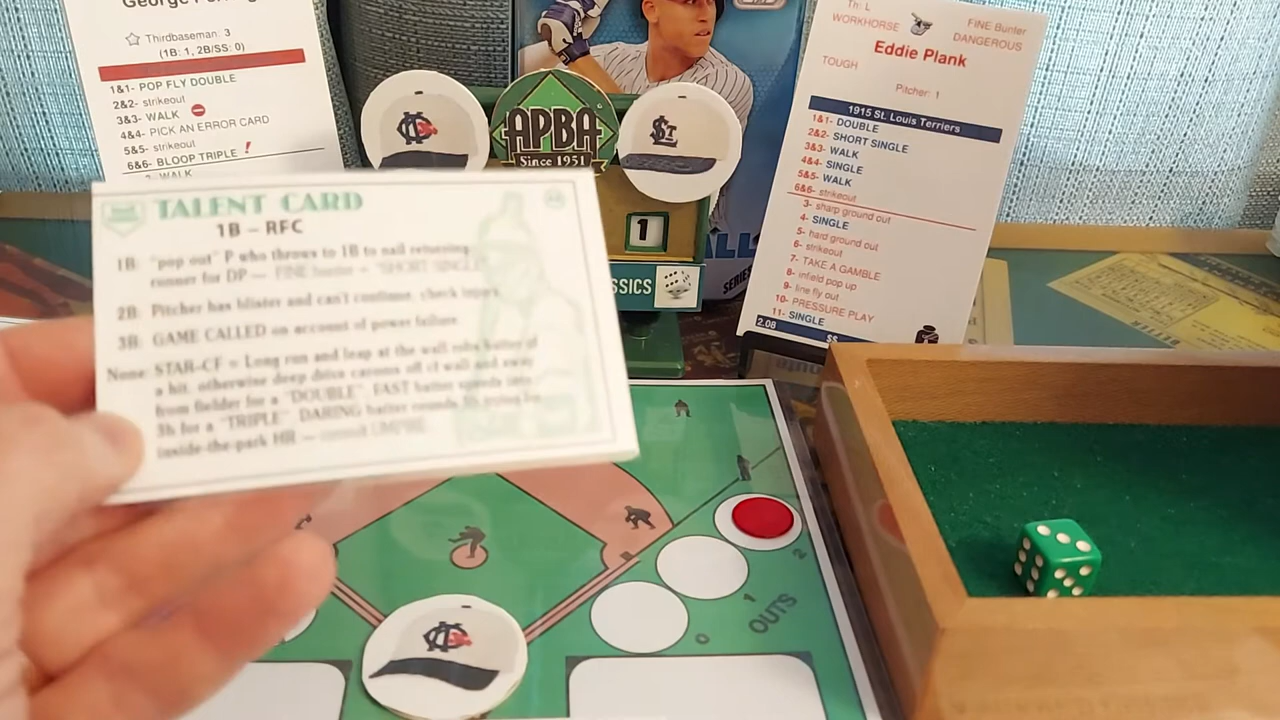 George
Thirdbaseman: 3
(1B: 1, 2B/SS: 0)
1&1- POP FLY DOUBLE
2&2- strikeout
3&3- WALK
4&4- PICK AN ERROR CARD
5&5- strikeout
6&6- BLOOP TRIPLE !
WALK
APBA
Since 1951
StL
1
SICS
SERIES
WORKHORSE
FINE Bunter
DANGEROUS
Eddie Plank
TOUGH
Pitcher: 1
1915 St. Louis Terriers
1&1- DOUBLE
2&2- SHORT SINGLE
3&3- WALK
4&4- SINGLE
5&5- WALK
6&6- strikeout
3- sharp ground out
4- SINGLE
5- hard ground out
6- strikeout
7- TAKE A GAMBLE
8- infield pop up
9- line fly out
10- PRESSURE PLAY
11- SINGLE
2.08
SS
TALENT CARD
1B – RFC
1B: "pop out" P who throws to 1B to nail returning
runner for DP — FINE bunter = "SHORT SINGLE"
2B: Pitcher has blister and can't continue, check injury
3B: GAME CALLED on account of power failure
None: STAR-CF = Long run and leap at the wall robs batter of
a hit, otherwise deep drive caroms off cf wall and away
from fielder for a "DOUBLE" FAST batter speeds into
3b for a "TRIPLE" DARING batter rounds 3b trying for
inside-the-park HR — consult UMPIRE
0
1
2
OUTS